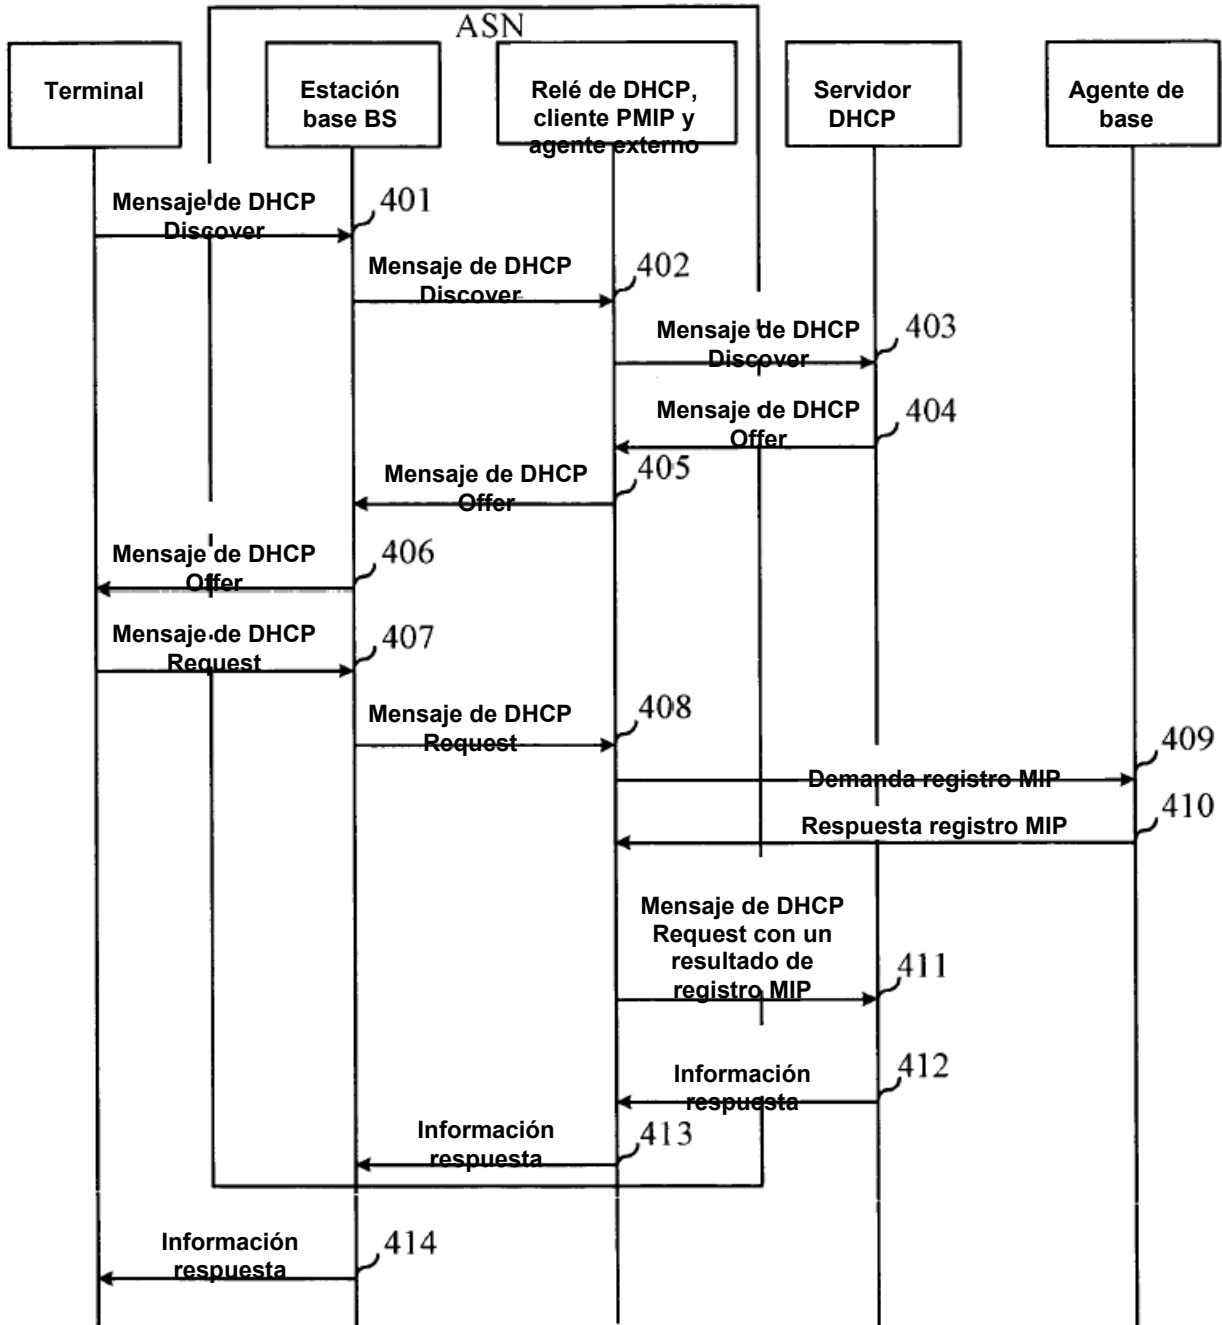 ASN
Terminal
Estación
base BS
Relé de DHCP,
cliente PMIP y
agente externo
Servidor
DHCP
Agente de
base
Mensaje de DHCP
Discover
401
Mensaje de DHCP
Discover
402
Mensaje de DHCP
Discover
403
Mensaje de DHCP
Offer
404
Mensaje de DHCP
Offer
405
Mensaje de DHCP
Offer
406
Mensaje de DHCP
Request
407
Mensaje de DHCP
Request
408
Demanda registro MIP
409
Respuesta registro MIP
410
Mensaje de DHCP
Request con un
resultado de
registro MIP
411
Información
respuesta
412
Información
respuesta
413
Información
respuesta
414